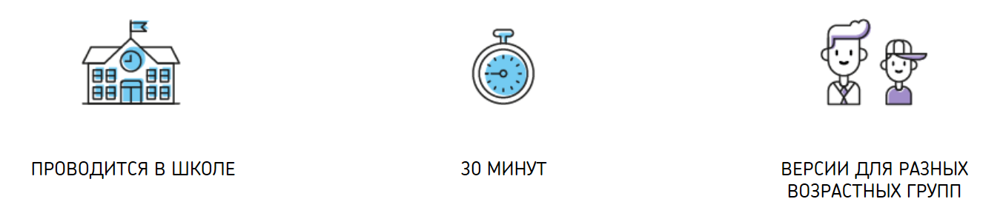 ПРОВОДИТСЯ В ШКОЛЕ
30 МИНУТ
ВЕРСИИ ДЛЯ РАЗНЫХ
ВОЗРАСТНЫХ ГРУПП